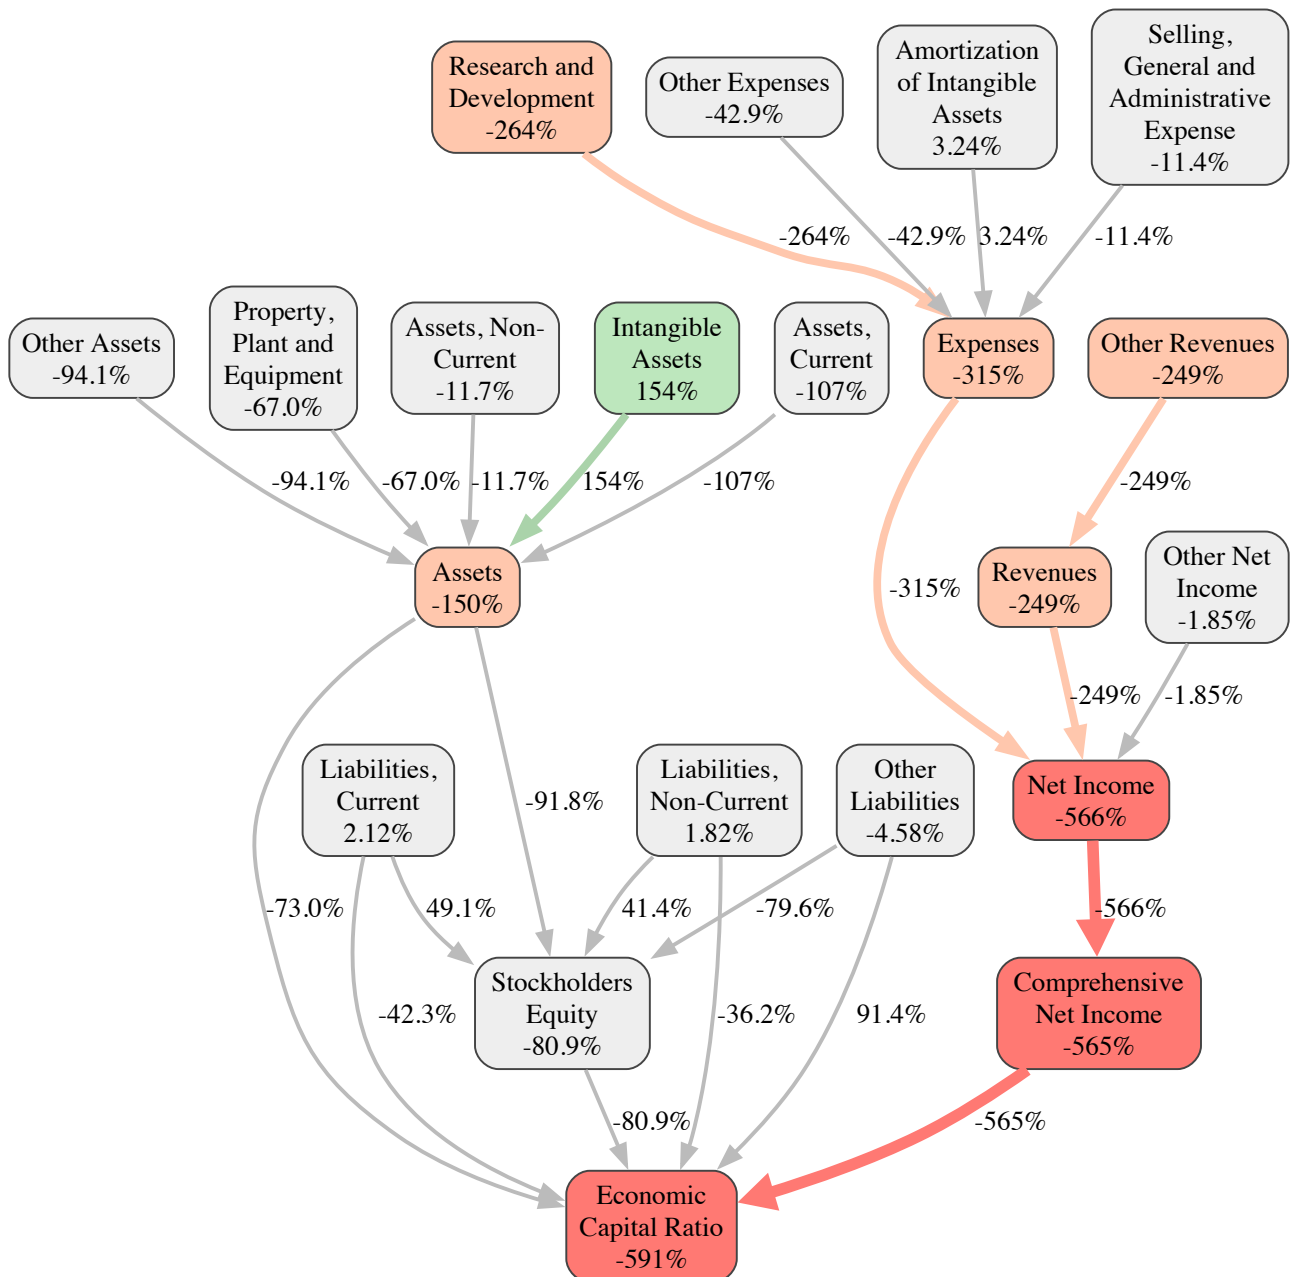 Research and
Development
-264%
Other Expenses
-42.9%
Amortization
of Intangible
Assets
3.24%
Selling,
General and
Administrative
Expense
-11.4%
-264%
-42.9%
3.24%
-11.4%
Other Assets
-94.1%
Property,
Plant and
Equipment
-67.0%
Assets, Non-
Current
-11.7%
Intangible
Assets
154%
Assets,
Current
-107%
Expenses
-315%
Other Revenues
-249%
-94.1%
-67.0%
-11.7%
154%
-107%
-249%
Assets
-150%
-315%
Revenues
-249%
Other Net
Income
-1.85%
-249%
-1.85%
Liabilities,
Current
2.12%
-91.8%
Liabilities,
Non-Current
1.82%
Other
Liabilities
-4.58%
Net Income
-566%
-73.0%
49.1%
41.4%
-79.6%
-566%
-42.3%
Stockholders
Equity
-80.9%
-36.2%
91.4%
Comprehensive
Net Income
-565%
-80.9%
-565%
Economic
Capital Ratio
-591%